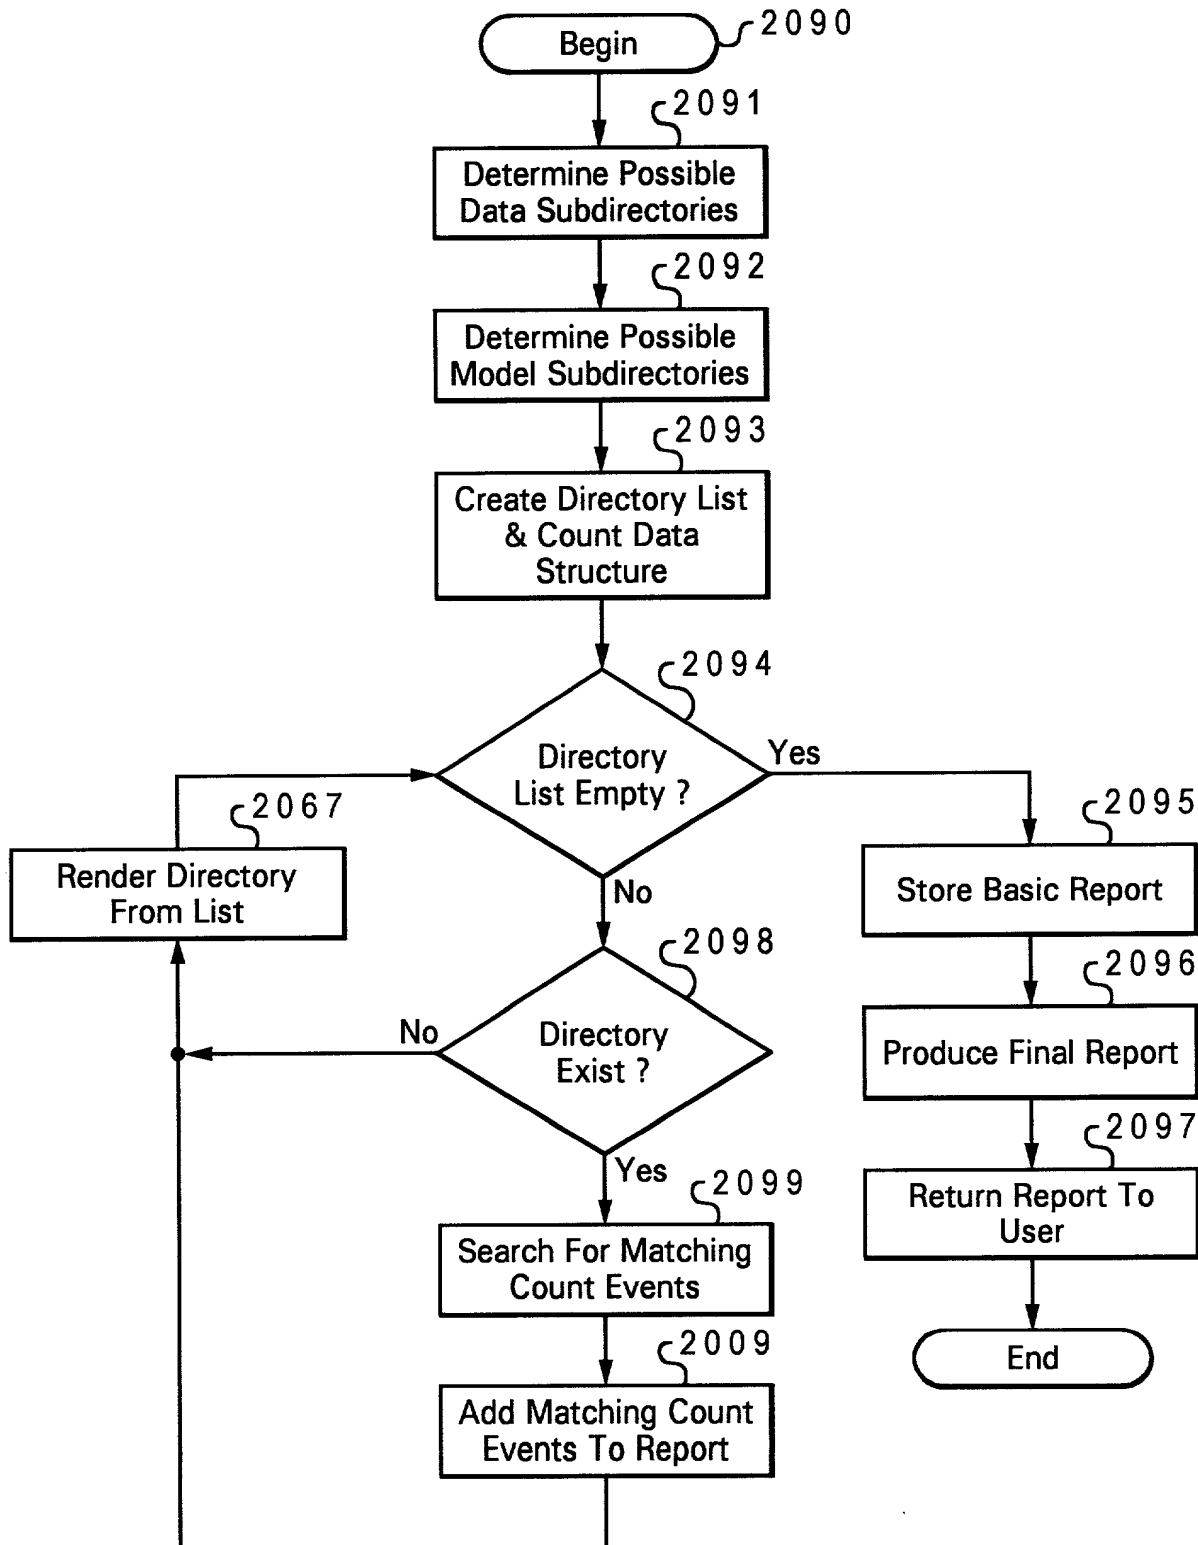 Begin
2090
2091
Determine Possible
Data Subdirectories
2092
Determine Possible
Model Subdirectories
2093
Create Directory List
& Count Data
Structure
2094
Directory
List Empty ?
Yes
No
2067
Render Directory
From List
2095
Store Basic Report
2098
Directory
Exist ?
No
Yes
2096
Produce Final Report
2097
Return Report To
User
2099
Search For Matching
Count Events
2009
Add Matching Count
Events To Report
End